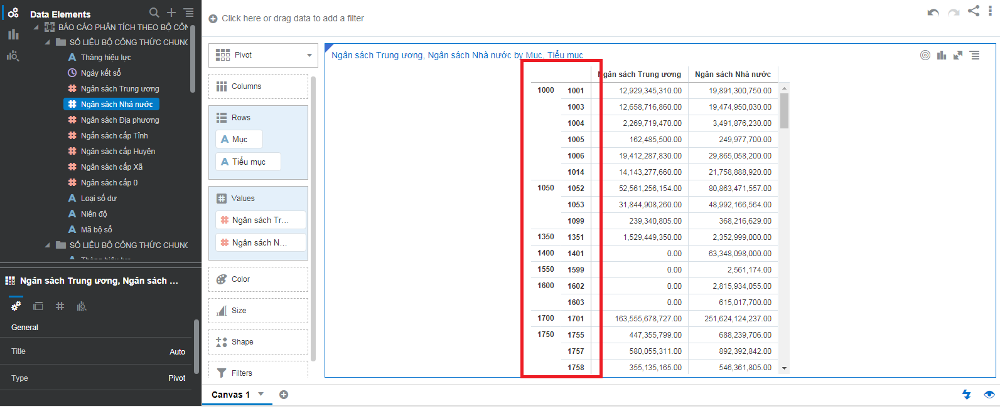 Data Elements
BÁO CÁO PHÂN TÍCH THEO BỘ CÔN
SỐ LIỆU BỘ CÔNG THỨC CHUNG
Tháng hiệu lực
Ngày kết sổ
Ngân sách Trung ương
Ngân sách Nhà nước
Ngân sách Địa phương
Ngấn sách cấp Tỉnh
Ngân sách cấp Huyện
Ngân sách cấp Xã
Ngân sách cấp 0
Loại số dư
Niên độ
Mã bộ sổ
SỐ LIỆU BỘ CÔNG THỨC CHUNG
Tháng hiệu lực
Ngân sách Trung ương, Ngân sách ...
General
Title Auto
Type Pivot
Click here or drag data to add a filter
Pivot
Columns
Rows
Mục
Tiểu mục
Values
Ngân sách Tr...
Ngân sách N...
Color
Size
Shape
Filters
Ngân sách Trung ương, Ngân sách Nhà nước by Mục, Tiểu mục
Ngân sách Trung ương Ngân sách Nhà nước
1000 1001 12,929,345,310.00 19,891,300,750.00
1003 12,658,716,860.00 19,474,950,030.00
1004 2,269,719,470.00 3,491,876,230.00
1005 162,485,500.00 249,977,700.00
1006 19,412,287,830.00 29,865,058,200.00
1014 14,143,277,660.00 21,758,888,920.00
1050 1052 52,561,256,154.00 80,863,471,557.00
1053 31,844,908,260.00 48,992,166,564.00
1099 239,340,805.00 368,216,629.00
1350 1351 1,529,449,350.00 2,352,999,000.00
1400 1401 0.00 63,348,098,000.00
1550 1599 0.00 2,561,174.00
1600 1602 0.00 2,815,934,055.00
1603 0.00 615,017,700.00
1700 1701 163,555,678,727.00 251,624,124,237.00
1750 1755 447,355,799.00 688,239,706.00
1757 580,055,311.00 892,392,842.00
1758 355,135,165.00 546,361,805.00
Canvas 1